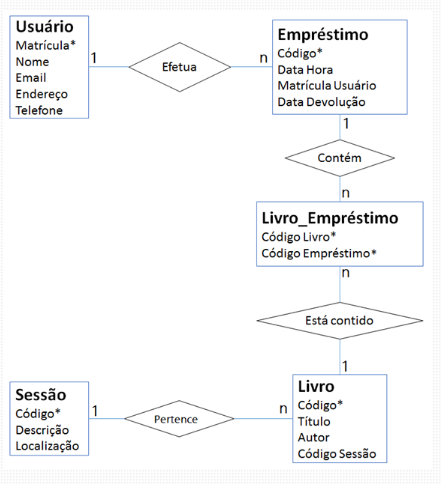 Usuário
Matrícula*
Nome
Email
Endereço
Telefone
1
Efetua
n
Empréstimo
Código*
Data Hora
Matrícula Usuário
Data Devolução
1
Contém
n
Livro_Empréstimo
Código Livro*
Código Empréstimo*
n
Está contido
1
Sessão
Código*
Descrição
Localização
1
Pertence
n
Livro
Código*
Título
Autor
Código Sessão